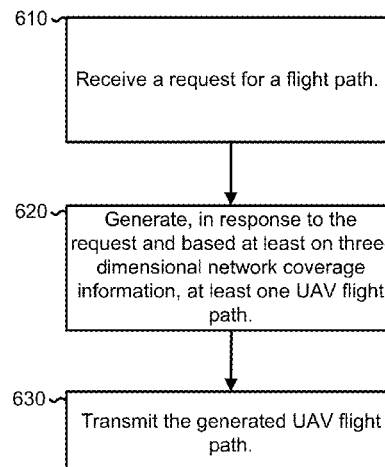 610
Receive a request for a flight path.
620
Generate, in response to the
request and based at least on three-
dimensional network coverage
information, at least one UAV flight
path.
630
Transmit the generated UAV flight
path.